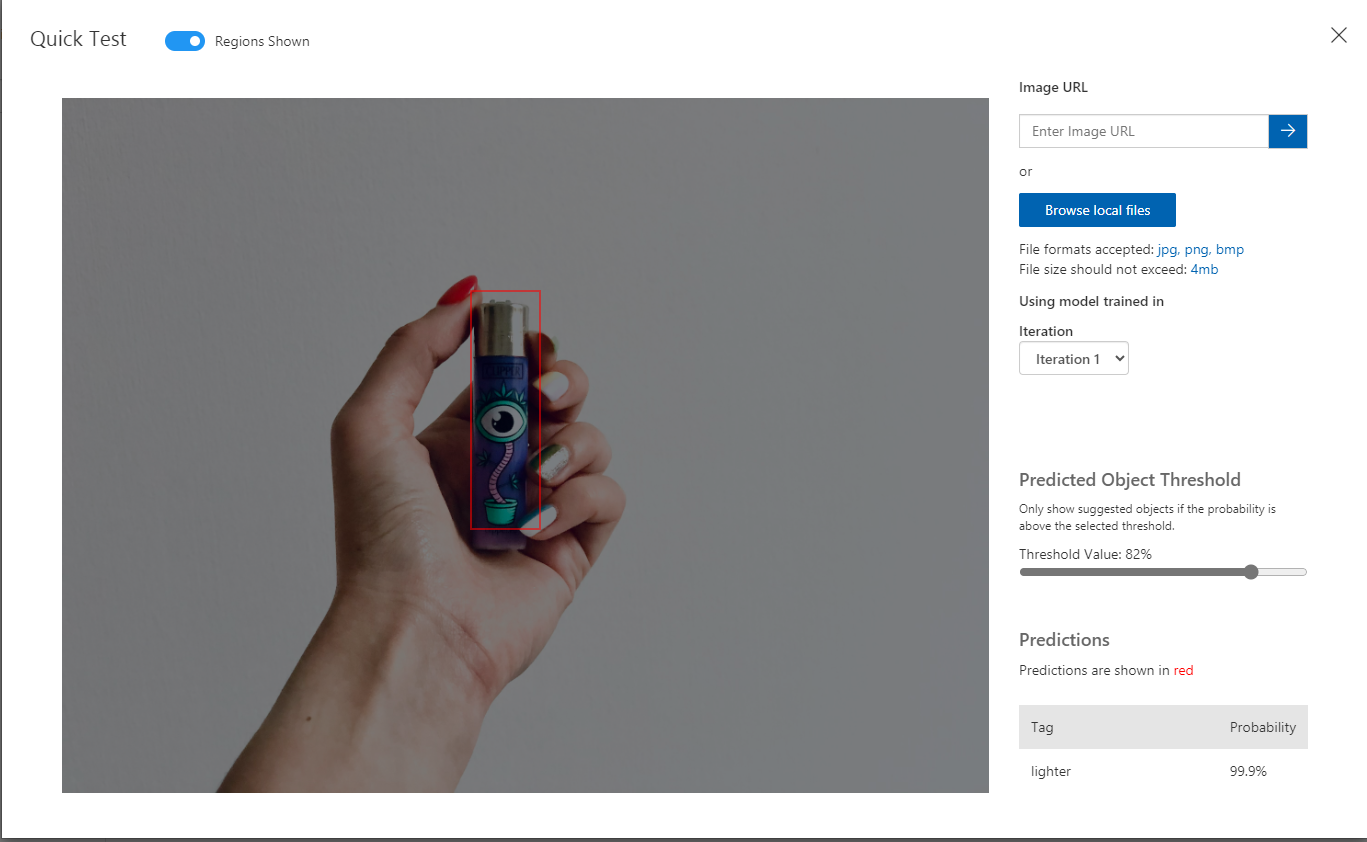 Quick Test
Regions Shown
Image URL
Enter Image URL
or
Browse local files
File formats accepted: jpg, png, bmp
File size should not exceed: 4mb
Using model trained in
Iteration
Iteration 1
Predicted Object Threshold
Only show suggested objects if the probability is
above the selected threshold.
Threshold Value: 82%
Predictions
Predictions are shown in red
Tag Probability
lighter 99.9%